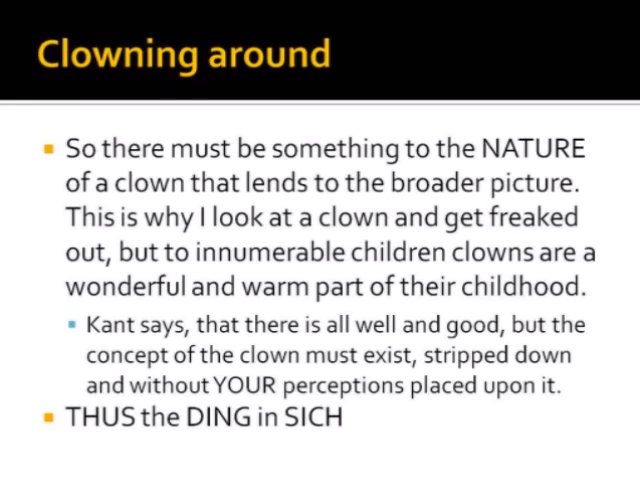 Clowning around
So there must be something to the NATURE
of a clown that lends to the broader picture.
This is why I look at a clown and get freaked
out, but to innumerable children clowns are a
wonderful and warm part of their childhood.
Kant says, that there is all well and good, but the
concept of the clown must exist, stripped down
and without YOUR perceptions placed upon it.
THUS the DING in SICH